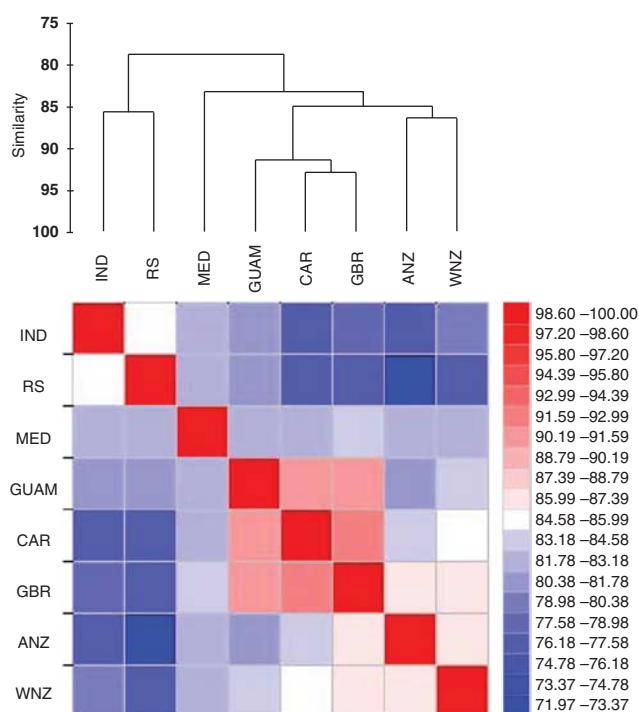 75
80
85
90
95
100
Similarity
IND RS MED GUAM CAR GBR ANZ WNZ
IND
RS
MED
GUAM
CAR
GBR
ANZ
WNZ
98.60 –100.00
97.20 –98.60
95.80 –97.20
94.39 –95.80
92.99 –94.39
91.59 –92.99
90.19 –91.59
88.79 –90.19
87.39 –88.79
85.99 –87.39
84.58 –85.99
83.18 –84.58
81.78 –83.18
80.38 –81.78
78.98 –80.38
77.58 –78.98
76.18 –77.58
74.78 –76.18
73.37 –74.78
71.97 –73.37